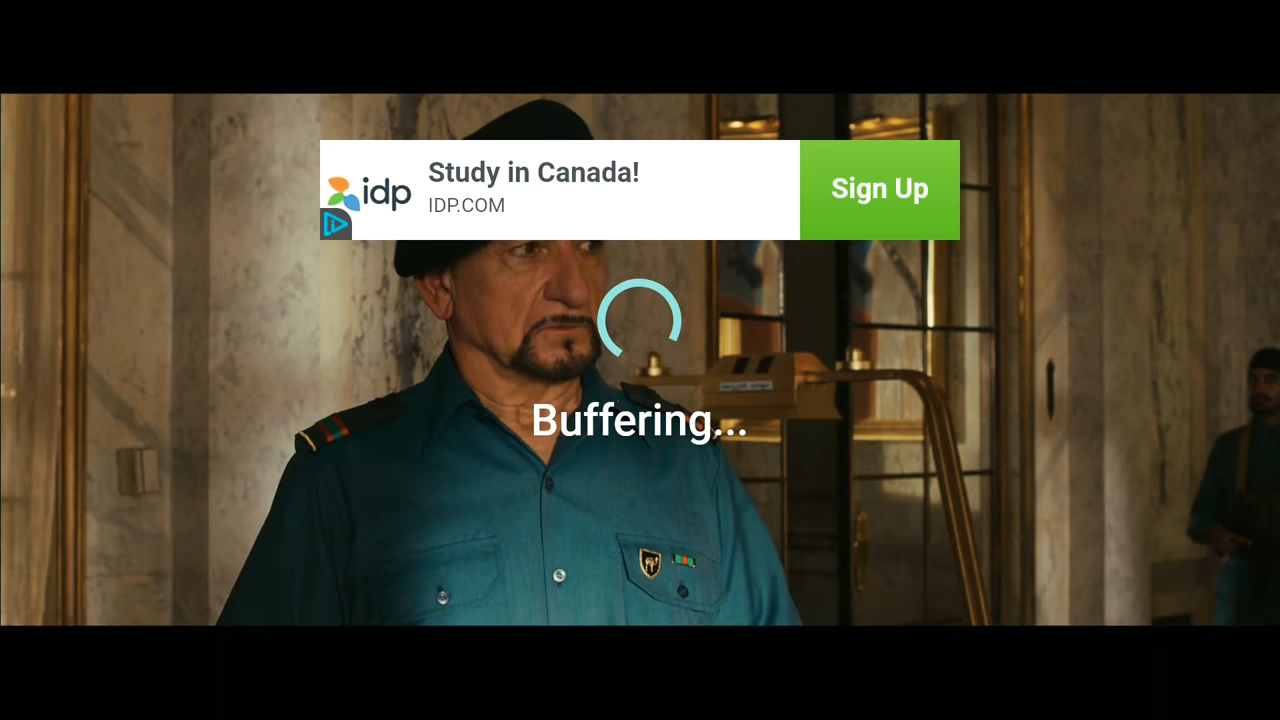 idp
Study in Canada!
IDP.COM
Sign Up
Buffering...